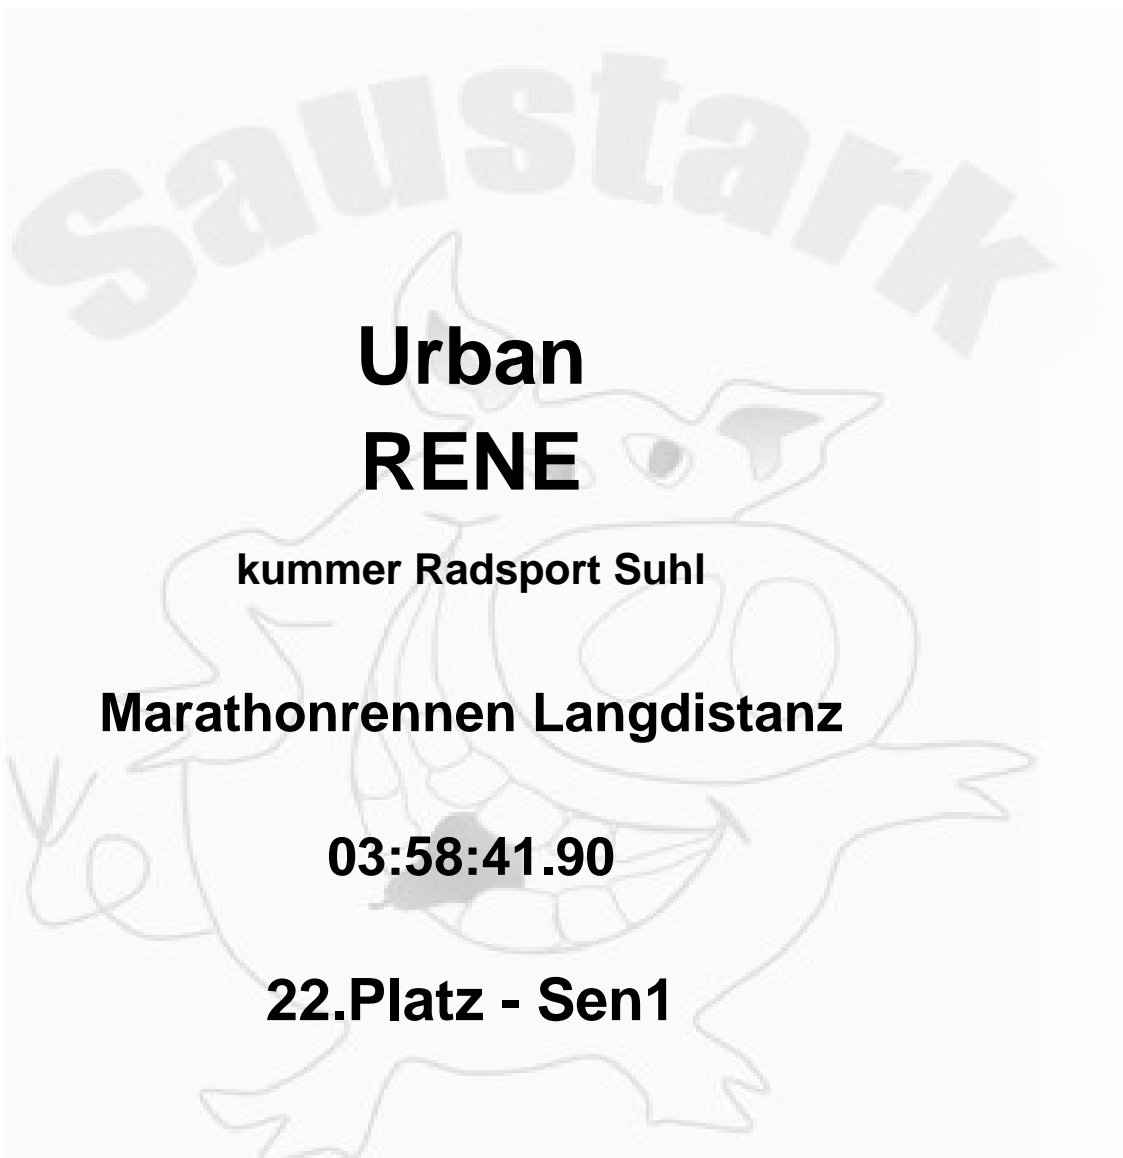 Saustark
Urban
RENE
kummer Radsport Suhl
Marathonrennen Langdistanz
03:58:41.90
22.Platz - Sen1